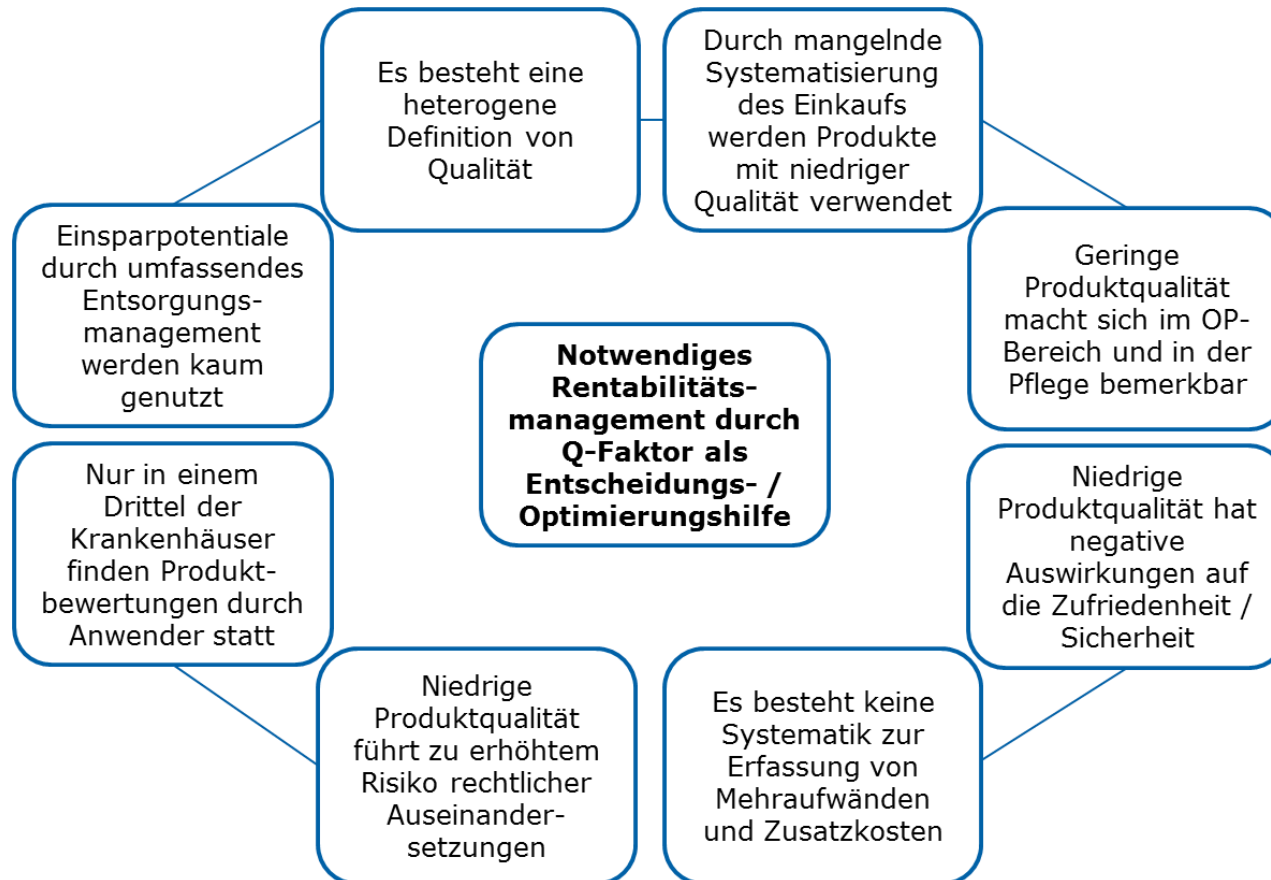 Es besteht eine
heterogene
Definition von
Qualität
Durch mangelnde
Systematisierung
des Einkaufs
werden Produkte
mit niedriger
Qualität verwendet
Geringe
Produktqualität
macht sich im OP-
Bereich und in der
Pflege bemerkbar
Niedrige
Produktqualität hat
negative
Auswirkungen auf
die Zufriedenheit /
Sicherheit
Es besteht keine
Systematik zur
Erfassung von
Mehraufwänden
und Zusatzkosten
Niedrige
Produktqualität
führt zu erhöhtem
Risiko rechtlicher
Auseinander-
setzungen
Nur in einem
Drittel der
Krankenhäuser
finden Produkt-
bewertungen durch
Anwender statt
Einsparpotentiale
durch umfassendes
Entsorgungs-
management
werden kaum
genutzt
Notwendiges
Rentabilitäts-
management durch
Q-Faktor als
Entscheidungs- /
Optimierungshilfe